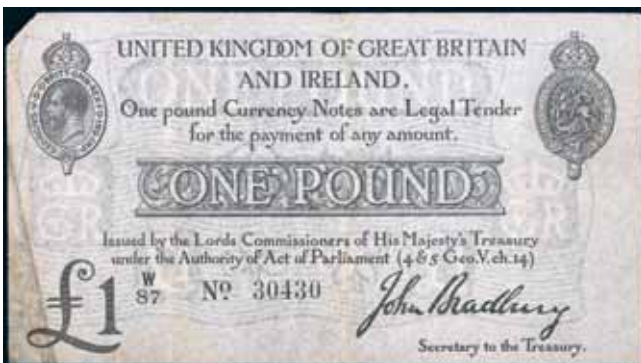 UNITED KINGDOM OF GREAT BRITAIN
AND IRELAND.
One pound Currency Notes are Legal Tender
for the payment of any amount.
ONE POUND
Issued by the Lords Commissioners of His Majesty's Treasury
under the Authority of Act of Parliament (4 & 5 Geo.V. ch.14)
£1 W/87 Nº 30430 John Bradbury
Secretary to the Treasury.